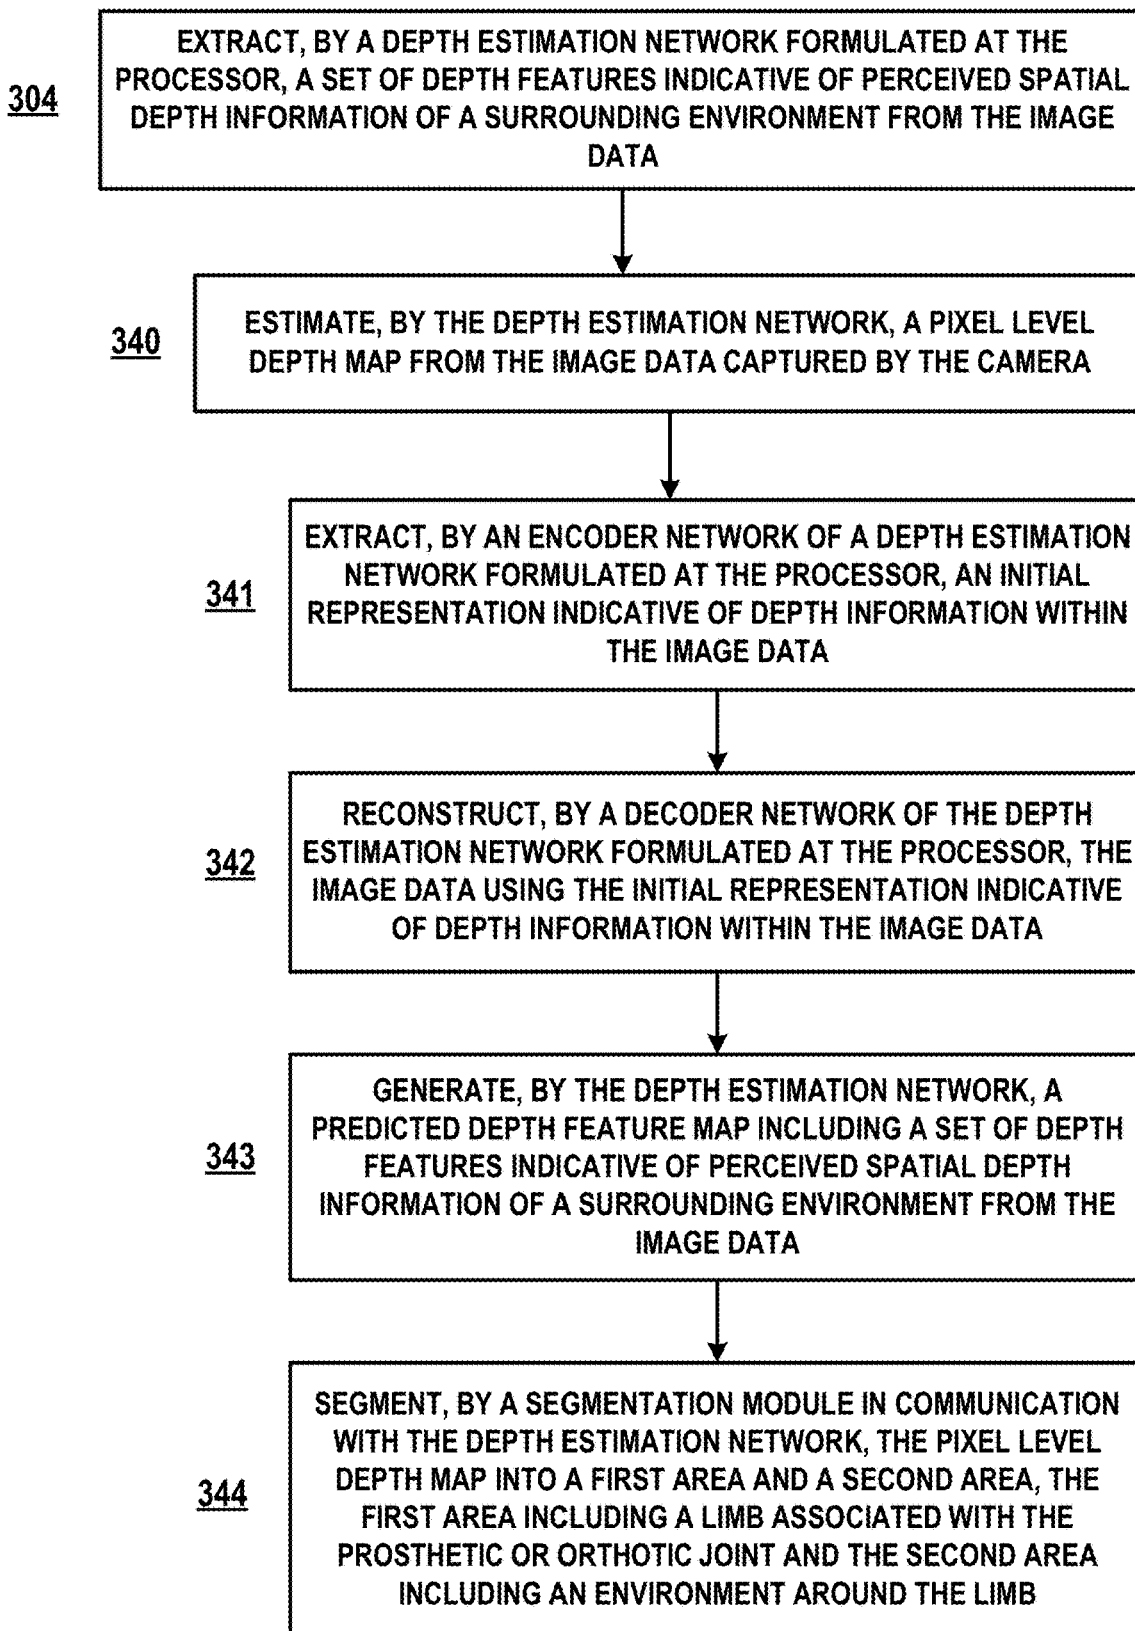 EXTRACT, BY A DEPTH ESTIMATION NETWORK FORMULATED AT THE
PROCESSOR, A SET OF DEPTH FEATURES INDICATIVE OF PERCEIVED SPATIAL
304
DEPTH INFORMATION OF A SURROUNDING ENVIRONMENT FROM THE IMAGE
DATA
ESTIMATE, BY THE DEPTH ESTIMATION NETWORK, A PIXEL LEVEL
340
DEPTH MAP FROM THE IMAGE DATA CAPTURED BY THE CAMERA
EXTRACT, BY AN ENCODER NETWORK OF A DEPTH ESTIMATION
NETWORK FORMULATED AT THE PROCESSOR, AN INITIAL
341
REPRESENTATION INDICATIVE OF DEPTH INFORMATION WITHIN
THE IMAGE DATA
RECONSTRUCT, BY A DECODER NETWORK OF THE DEPTH
ESTIMATION NETWORK FORMULATED AT THE PROCESSOR, THE
342
IMAGE DATA USING THE INITIAL REPRESENTATION INDICATIVE
OF DEPTH INFORMATION WITHIN THE IMAGE DATA
GENERATE, BY THE DEPTH ESTIMATION NETWORK, A
PREDICTED DEPTH FEATURE MAP INCLUDING A SET OF DEPTH
343
FEATURES INDICATIVE OF PERCEIVED SPATIAL DEPTH
INFORMATION OF A SURROUNDING ENVIRONMENT FROM THE
IMAGE DATA
SEGMENT, BY A SEGMENTATION MODULE IN COMMUNICATION
WITH THE DEPTH ESTIMATION NETWORK, THE PIXEL LEVEL
DEPTH MAP INTO A FIRST AREA AND A SECOND AREA, THE
344
FIRST AREA INCLUDING A LIMB ASSOCIATED WITH THE
PROSTHETIC OR ORTHOTIC JOINT AND THE SECOND AREA
INCLUDING AN ENVIRONMENT AROUND THE LIMB